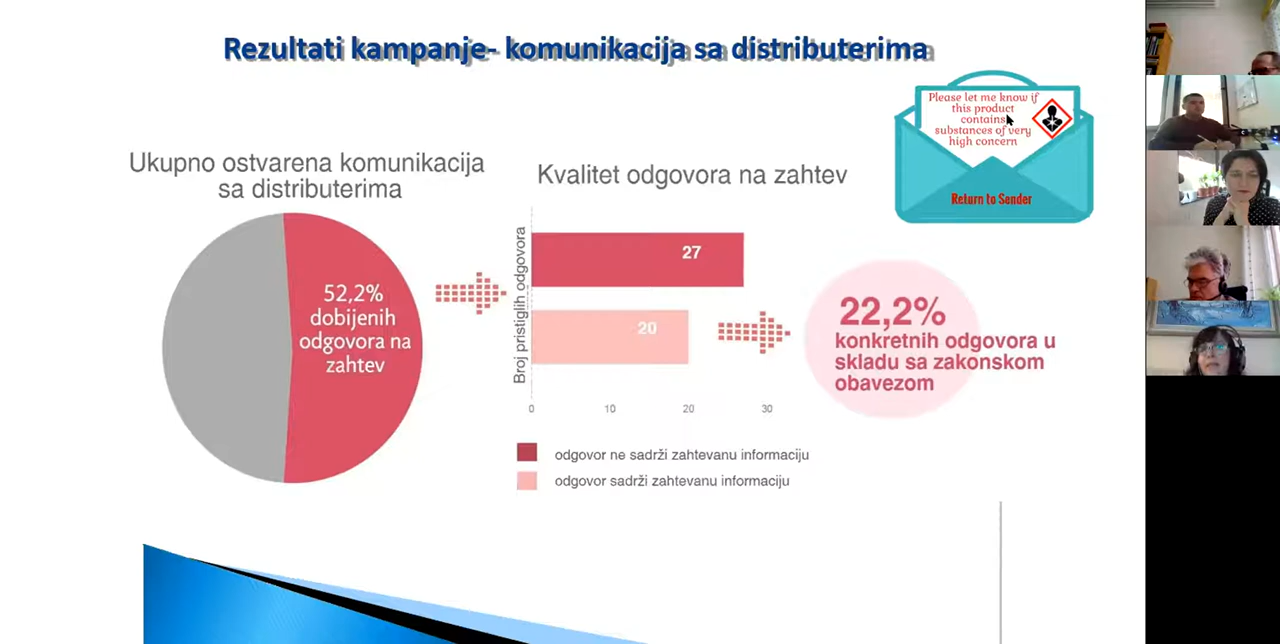 Rezultati kampanje- komunikacija sa distributerima
Please let me know if
this product
contains
substances of very
high concern
Return to Sender
Ukupno ostvarena komunikacija
sa distributerima
52,2%
dobijenih
odgovora na
zahtev
Kvalitet odgovora na zahtev
Broj pristiglih odgovora
27
20
0 10 20 30
odgovor ne sadrži zahtevanu informaciju
odgovor sadrži zahtevanu informaciju
22,2%
konkretnih odgovora u
skladu sa zakonskom
obavezom